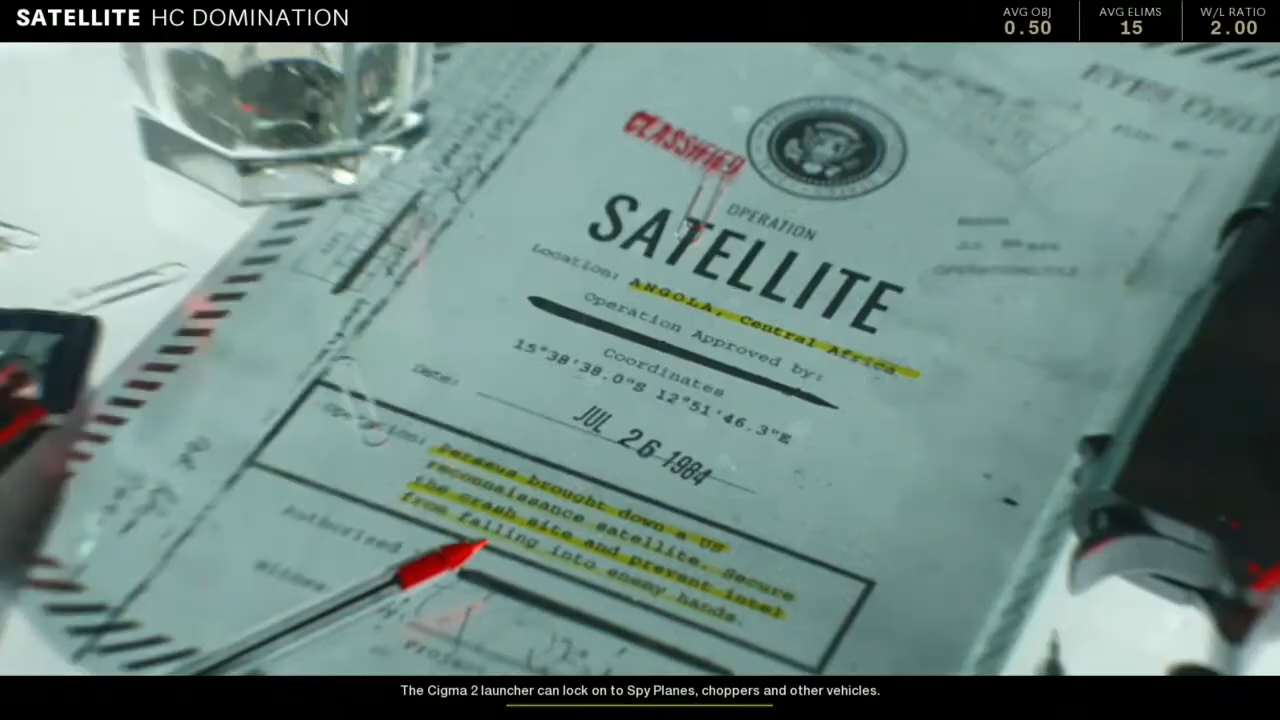 SATELLITE HC DOMINATION
AVG OBJ
0.50
AVG ELIMS
15
W/L RATIO
2.00
EYES ONLY
CLASSIFIED
OPERATION
SATELLITE
Location: ANGOLA, Central Africa
Operation Approved by:
Coordinates
15°38'38.0"S 12°51'46.3"E
Date:
JUL 26 1984
Perseus brought down a US
reconnaissance satellite. Secure
the crash site and prevent intel
from falling into enemy hands.
Authorised
The Cigma 2 launcher can lock on to Spy Planes, choppers and other vehicles.